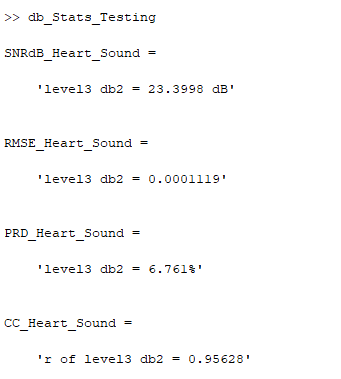 >> db_Stats_Testing
SNRdB_Heart_Sound =
'level3 db2 = 23.3998 dB'
RMSE_Heart_Sound =
'level3 db2 = 0.0001119'
PRD_Heart_Sound =
'level3 db2 = 6.761%'
CC_Heart_Sound =
'r of level3 db2 = 0.95628'